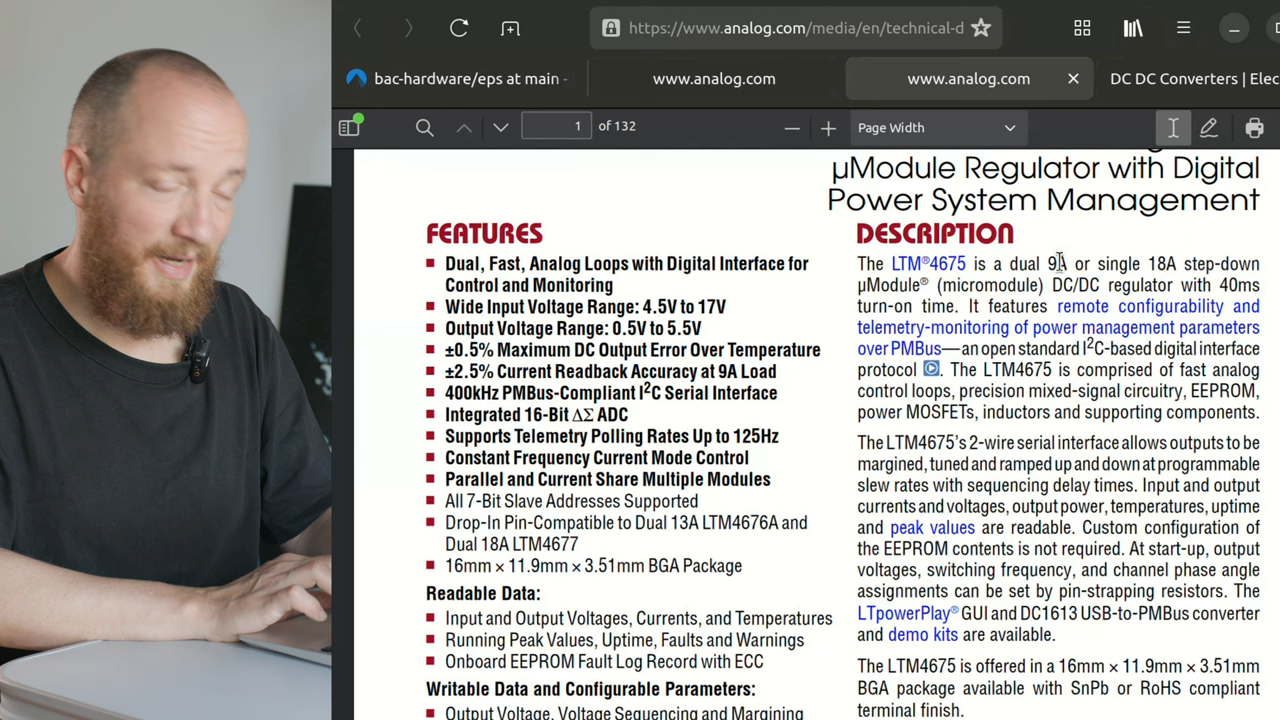 https://www.analog.com/media/en/technical-d
bac-hardware/eps at main -
www.analog.com
www.analog.com
DC DC Converters | Elec
1 of 132
Page Width
µModule Regulator with Digital
Power System Management
FEATURES
Dual, Fast, Analog Loops with Digital Interface for
Control and Monitoring
Wide Input Voltage Range: 4.5V to 17V
Output Voltage Range: 0.5V to 5.5V
±0.5% Maximum DC Output Error Over Temperature
±2.5% Current Readback Accuracy at 9A Load
400kHz PMBus-Compliant I²C Serial Interface
Integrated 16-Bit ΔΣ ADC
Supports Telemetry Polling Rates Up to 125Hz
Constant Frequency Current Mode Control
Parallel and Current Share Multiple Modules
All 7-Bit Slave Addresses Supported
Drop-In Pin-Compatible to Dual 13A LTM4676A and
Dual 18A LTM4677
16mm × 11.9mm × 3.51mm BGA Package
Readable Data:
Input and Output Voltages, Currents, and Temperatures
Running Peak Values, Uptime, Faults and Warnings
Onboard EEPROM Fault Log Record with ECC
Writable Data and Configurable Parameters:
Output Voltage, Voltage Sequencing and Margining
DESCRIPTION
The LTM®4675 is a dual 9A or single 18A step-down
µModule® (micromodule) DC/DC regulator with 40ms
turn-on time. It features remote configurability and
telemetry-monitoring of power management parameters
over PMBus—an open standard I²C-based digital interface
protocol. The LTM4675 is comprised of fast analog
control loops, precision mixed-signal circuitry, EEPROM,
power MOSFETs, inductors and supporting components.
The LTM4675's 2-wire serial interface allows outputs to be
margined, tuned and ramped up and down at programmable
slew rates with sequencing delay times. Input and output
currents and voltages, output power, temperatures, uptime
and peak values are readable. Custom configuration of
the EEPROM contents is not required. At start-up, output
voltages, switching frequency, and channel phase angle
assignments can be set by pin-strapping resistors. The
LTpowerPlay® GUI and DC1613 USB-to-PMBus converter
and demo kits are available.
The LTM4675 is offered in a 16mm × 11.9mm × 3.51mm
BGA package available with SnPb or RoHS compliant
terminal finish.